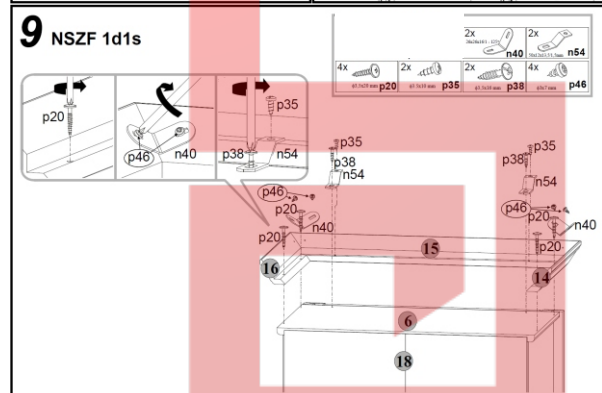 9 NSZF 1d1s
2x n40
2x n54
4x p20
2x p35
2x p38
4x p46
p20
p46 n40
p35
p38 n54
p35
p38
n54
p35
p38
n54
p46
p20
n40
p20
p46
p20
n40
p20
15
16
14
6
18